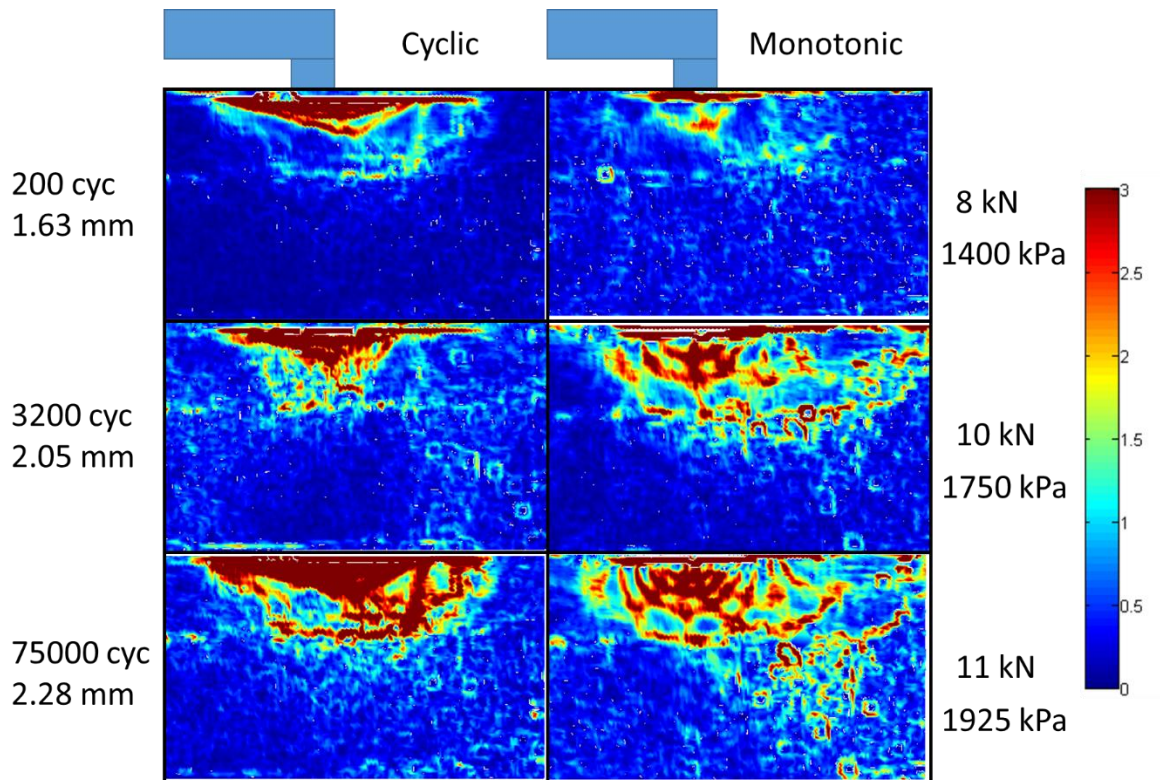 Cyclic
Monotonic
200 cyc
1.63 mm
8 kN
1400 kPa
3200 cyc
2.05 mm
10 kN
1750 kPa
75000 cyc
2.28 mm
11 kN
1925 kPa
3
2.5
2
1.5
1
0.5
0